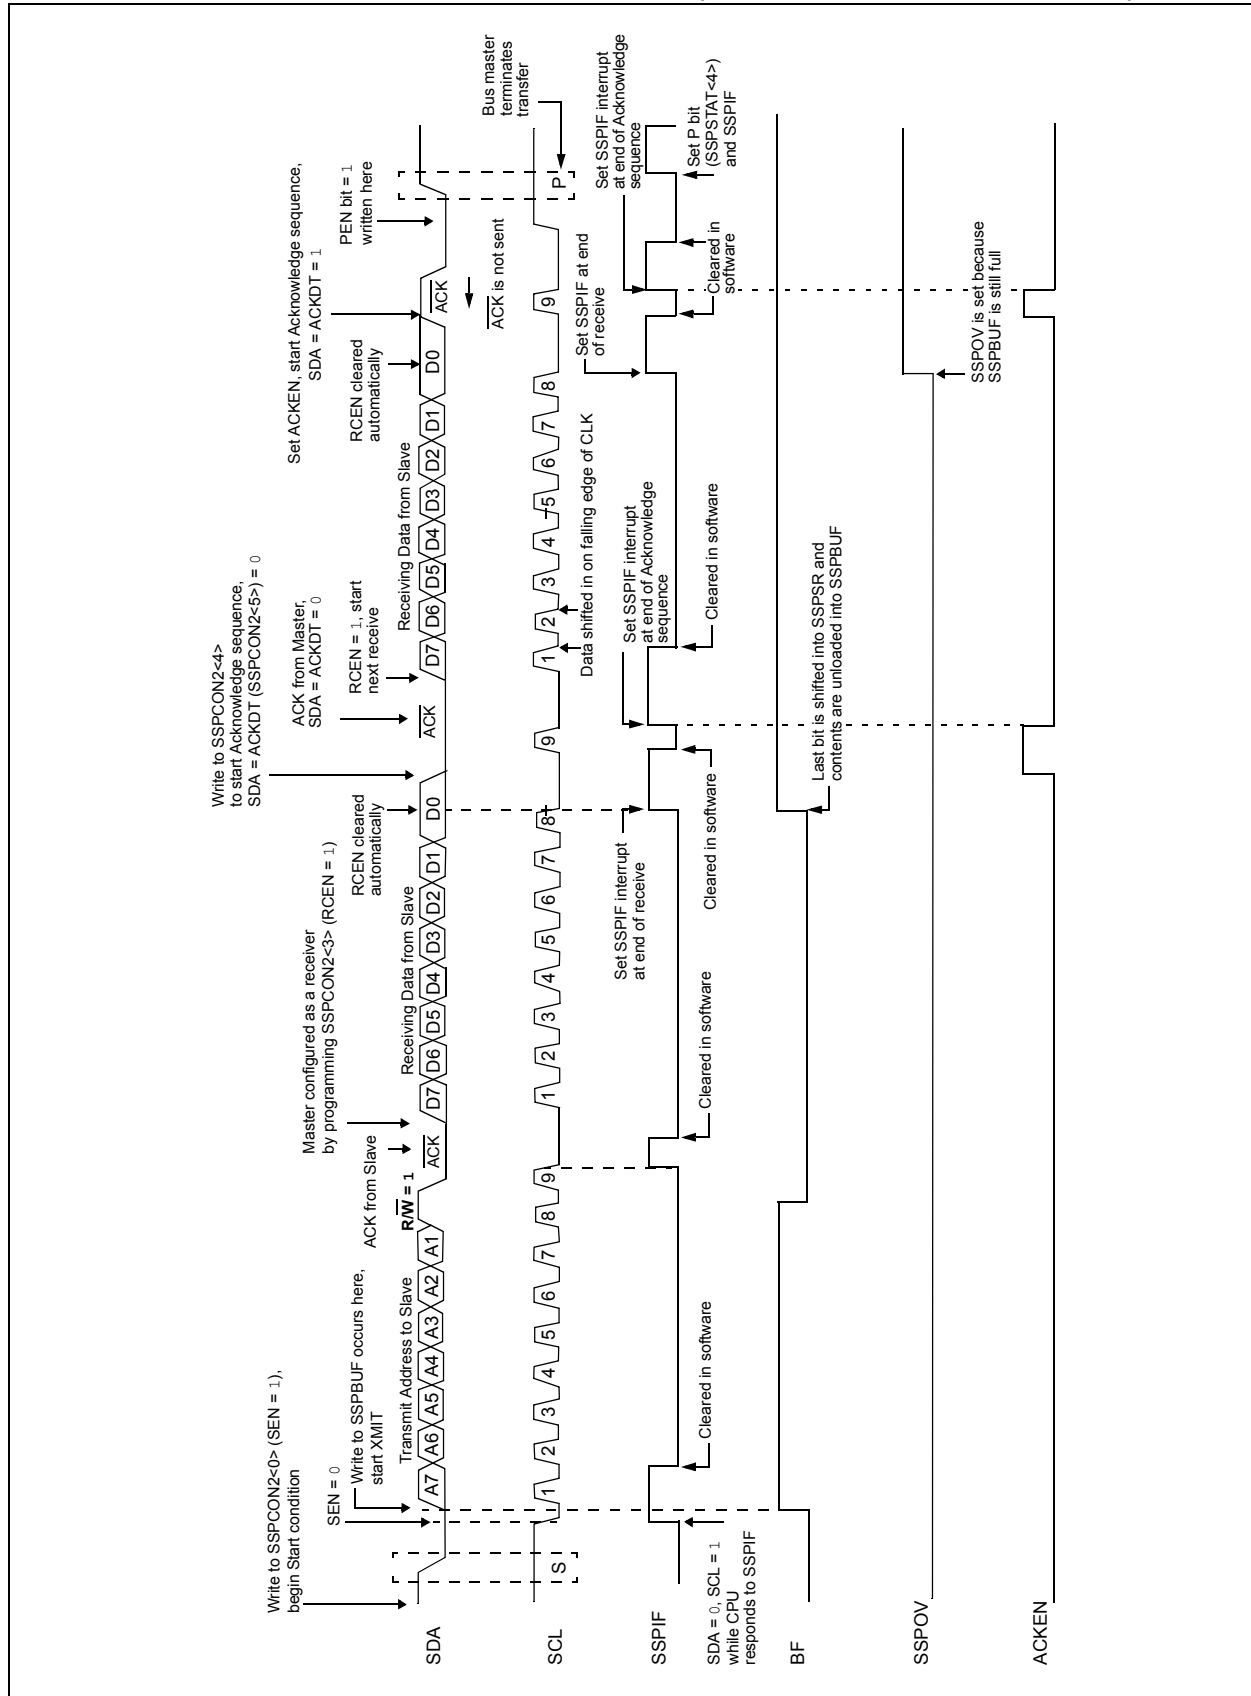 Write to SSPCON2<0> (SEN = 1),
begin Start condition
SEN = 0
Write to SSPBUF occurs here,
start XMIT
Transmit Address to Slave
R/W = 1
ACK from Slave
Master configured as a receiver
by programming SSPCON2<3> (RCEN = 1)
Receiving Data from Slave
RCEN cleared
automatically
Write to SSPCON2<4>
to start Acknowledge sequence,
SDA = ACKDT (SSPCON2<5>) = 0
ACK from Master,
SDA = ACKDT = 0
RCEN = 1, start
next receive
Receiving Data from Slave
RCEN cleared
automatically
Set ACKEN, start Acknowledge sequence,
SDA = ACKDT = 1
PEN bit = 1
written here
Bus master
terminates
transfer
SDA
A7 A6 A5 A4 A3 A2 A1
ACK
D7 D6 D5 D4 D3 D2 D1 D0
ACK
D7 D6 D5 D4 D3 D2 D1 D0
ACK
ACK is not sent
SCL
S
1 2 3 4 5 6 7 8 9
1 2 3 4 5 6 7 8 9
1 2 3 4 5 6 7 8 9
P
Data shifted in on falling edge of CLK
SSPIF
SDA = 0, SCL = 1
while CPU
responds to SSPIF
Cleared in software
Cleared in software
Set SSPIF interrupt
at end of receive
Cleared in software
Set SSPIF interrupt
at end of Acknowledge
sequence
Cleared in software
Set SSPIF at end
of receive
Cleared in
software
Set SSPIF interrupt
at end of Acknowledge
sequence
Set P bit
(SSPSTAT<4>)
and SSPIF
BF
Last bit is shifted into SSPSR and
contents are unloaded into SSPBUF
SSPOV
SSPOV is set because
SSPBUF is still full
ACKEN